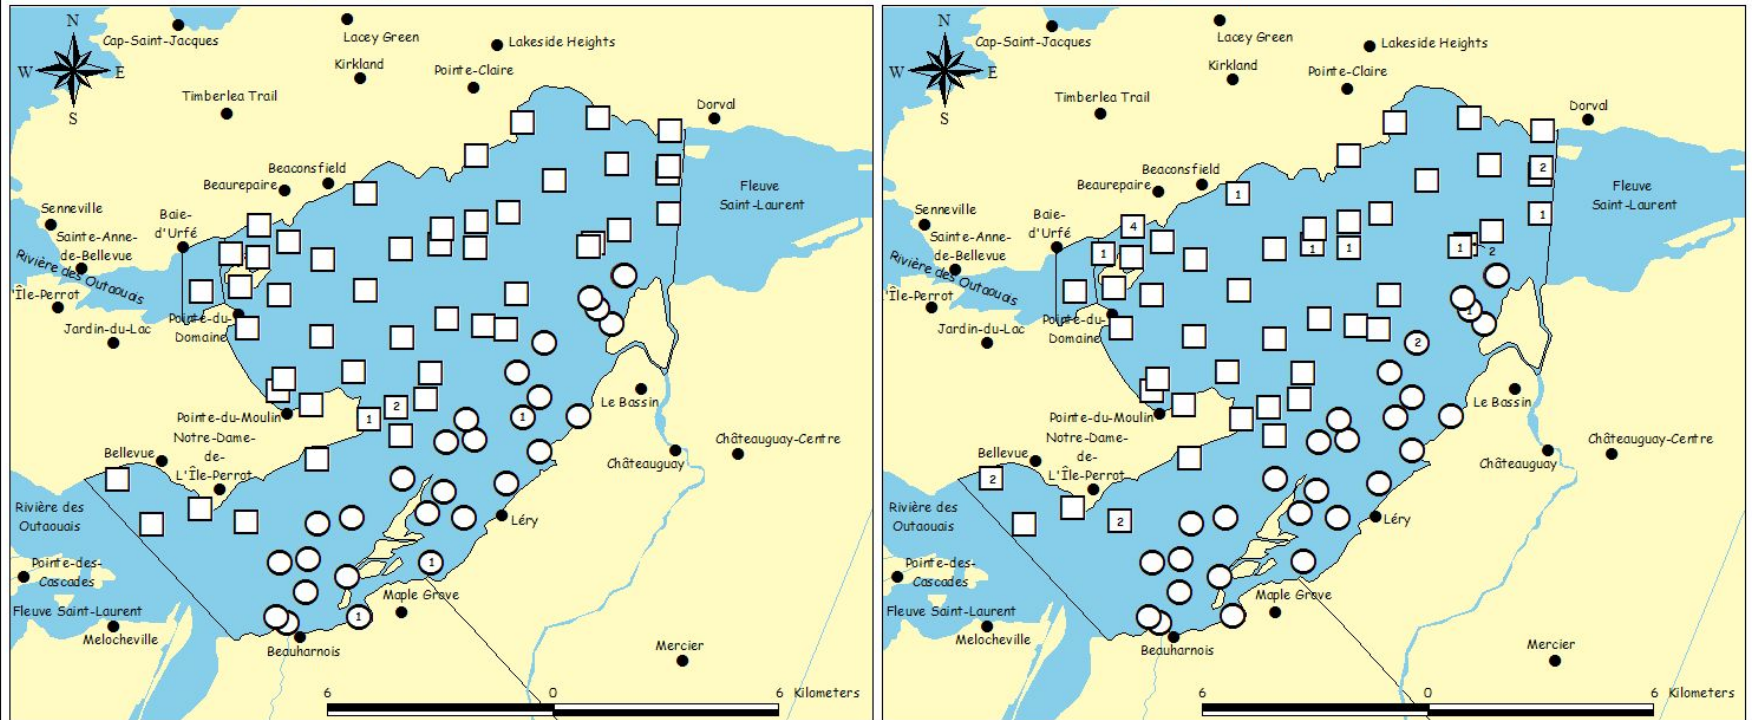 N
W E
S
Cap-Saint-Jacques
Lacey Green
Lakeside Heights
Kirkland
Pointe-Claire
Timberlea Trail
Dorval
Beaconsfield
Beaurepaire
Fleuve
Saint-Laurent
Senneville
Baie-
d'Urfé
Sainte-Anne-
de-Bellevue
Rivière des Outaouais
'Île-Perrot
Jardin-du-Lac
Pointe-du-
Domaine
Pointe-du-Moulin
1
2
1
Le Bassin
Notre-Dame-
de-
L'Île-Perrot
Bellevue
Châteauguay-Centre
Châteauguay
Rivière des
Outaouais
Léry
Pointe-des-
Cascades
1
Maple Grove
Fleuve Saint-Laurent
1
Melocheville
Beauharnois
Mercier
6 0 6 Kilometers
N
W E
S
Cap-Saint-Jacques
Lacey Green
Lakeside Heights
Kirkland
Pointe-Claire
Timberlea Trail
Dorval
Beaconsfield
2
Beaurepaire
1
Fleuve
Saint-Laurent
Senneville
Baie-
d'Urfé
4
1
Sainte-Anne-
de-Bellevue
1
1
1
1
2
Rivière des Outaouais
'Île-Perrot
1
Jardin-du-Lac
Pointe-du-
Domaine
2
Pointe-du-Moulin
Le Bassin
Notre-Dame-
de-
L'Île-Perrot
Bellevue
Châteauguay-Centre
Châteauguay
2
Rivière des
Outaouais
2
Léry
Pointe-des-
Cascades
Maple Grove
Fleuve Saint-Laurent
Melocheville
Beauharnois
Mercier
6 0 6 Kilometers